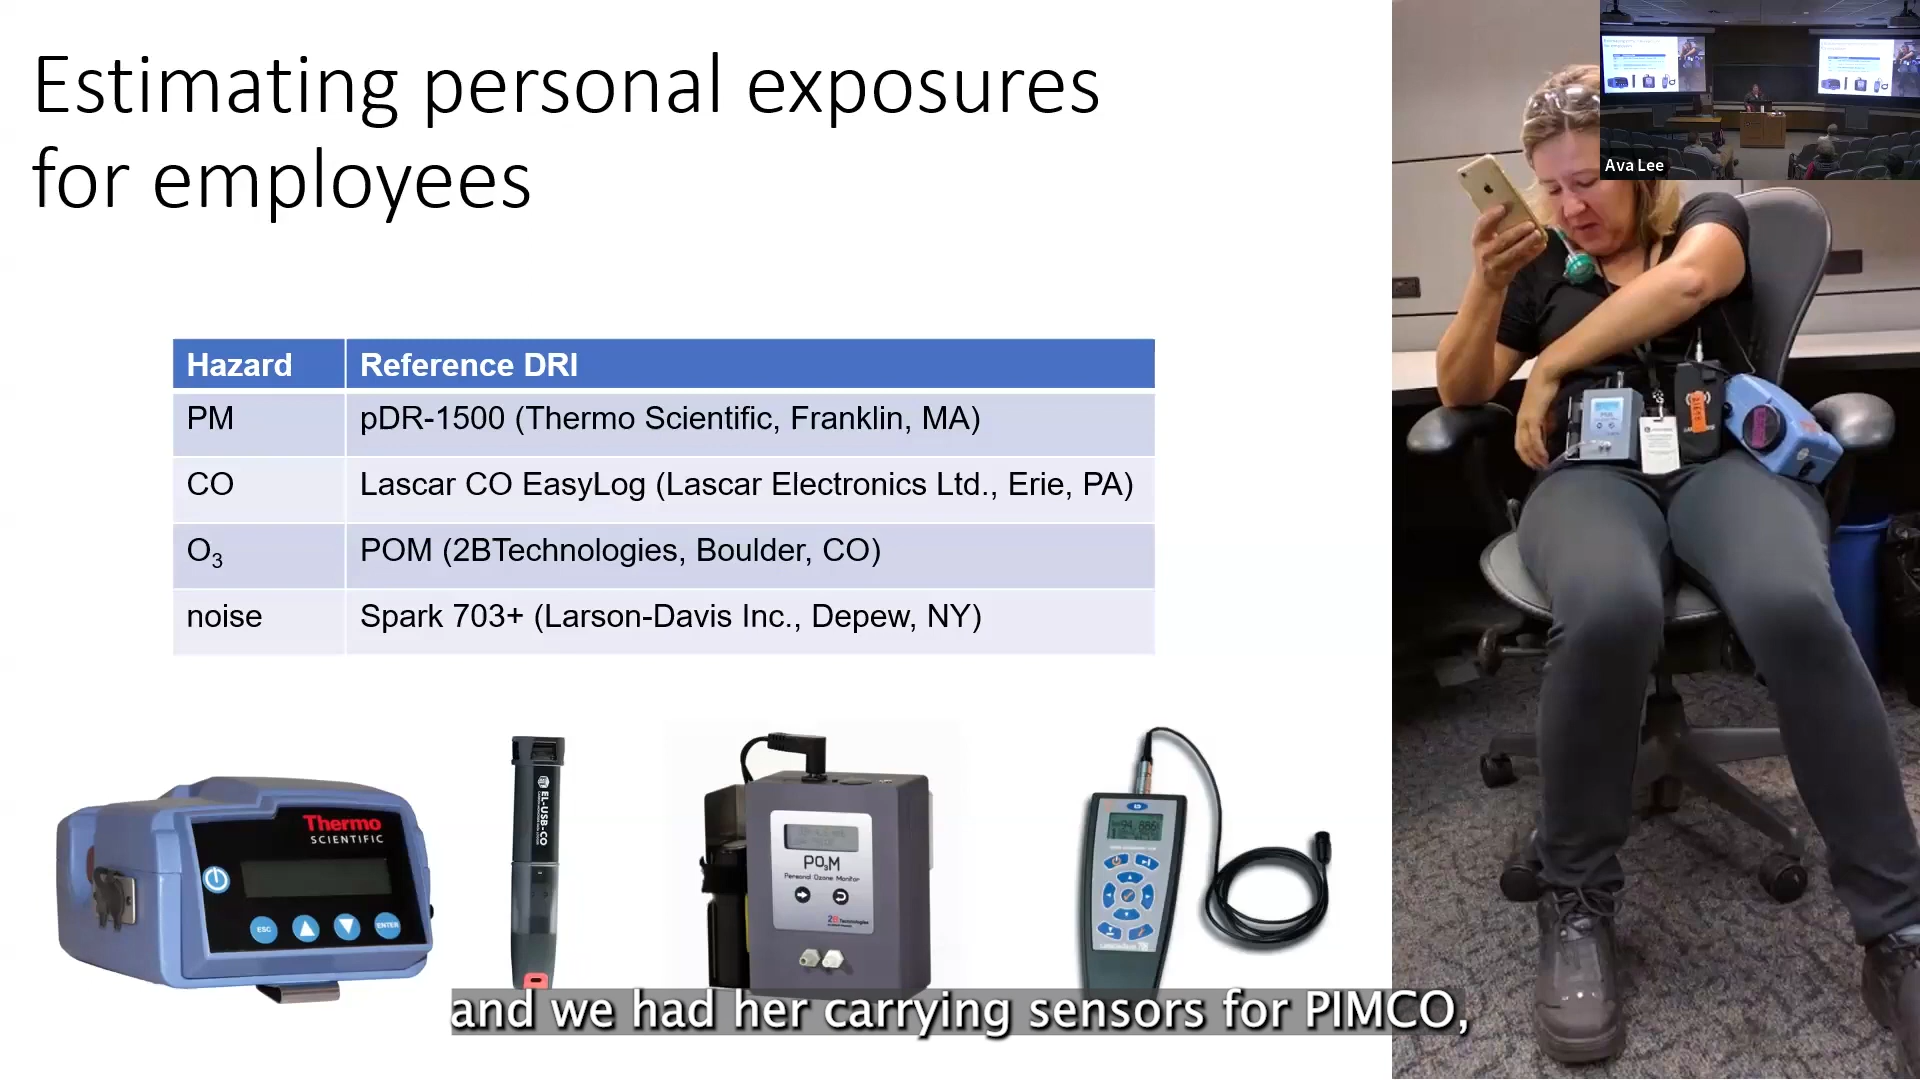 Estimating personal exposures
for employees
Ava Lee
Hazard Reference DRI
PM pDR-1500 (Thermo Scientific, Franklin, MA)
CO Lascar CO EasyLog (Lascar Electronics Ltd., Erie, PA)
O₃ POM (2BTechnologies, Boulder, CO)
noise Spark 703+ (Larson-Davis Inc., Depew, NY)
Thermo
SCIENTIFIC
ESC
ENTER
EL-USB-CO
PO₃M
Personal Ozone Monitor
2B Technologies
and we had her carrying sensors for PIMCO,